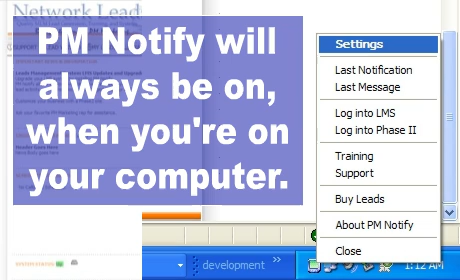 Network Lead
PM Notify will
always be on,
when you're on
your computer.
Settings
Last Notification
Last Message
Log into LMS
Log into Phase II
Training
Support
Buy Leads
About PM Notify
Close
development
1:12 AM